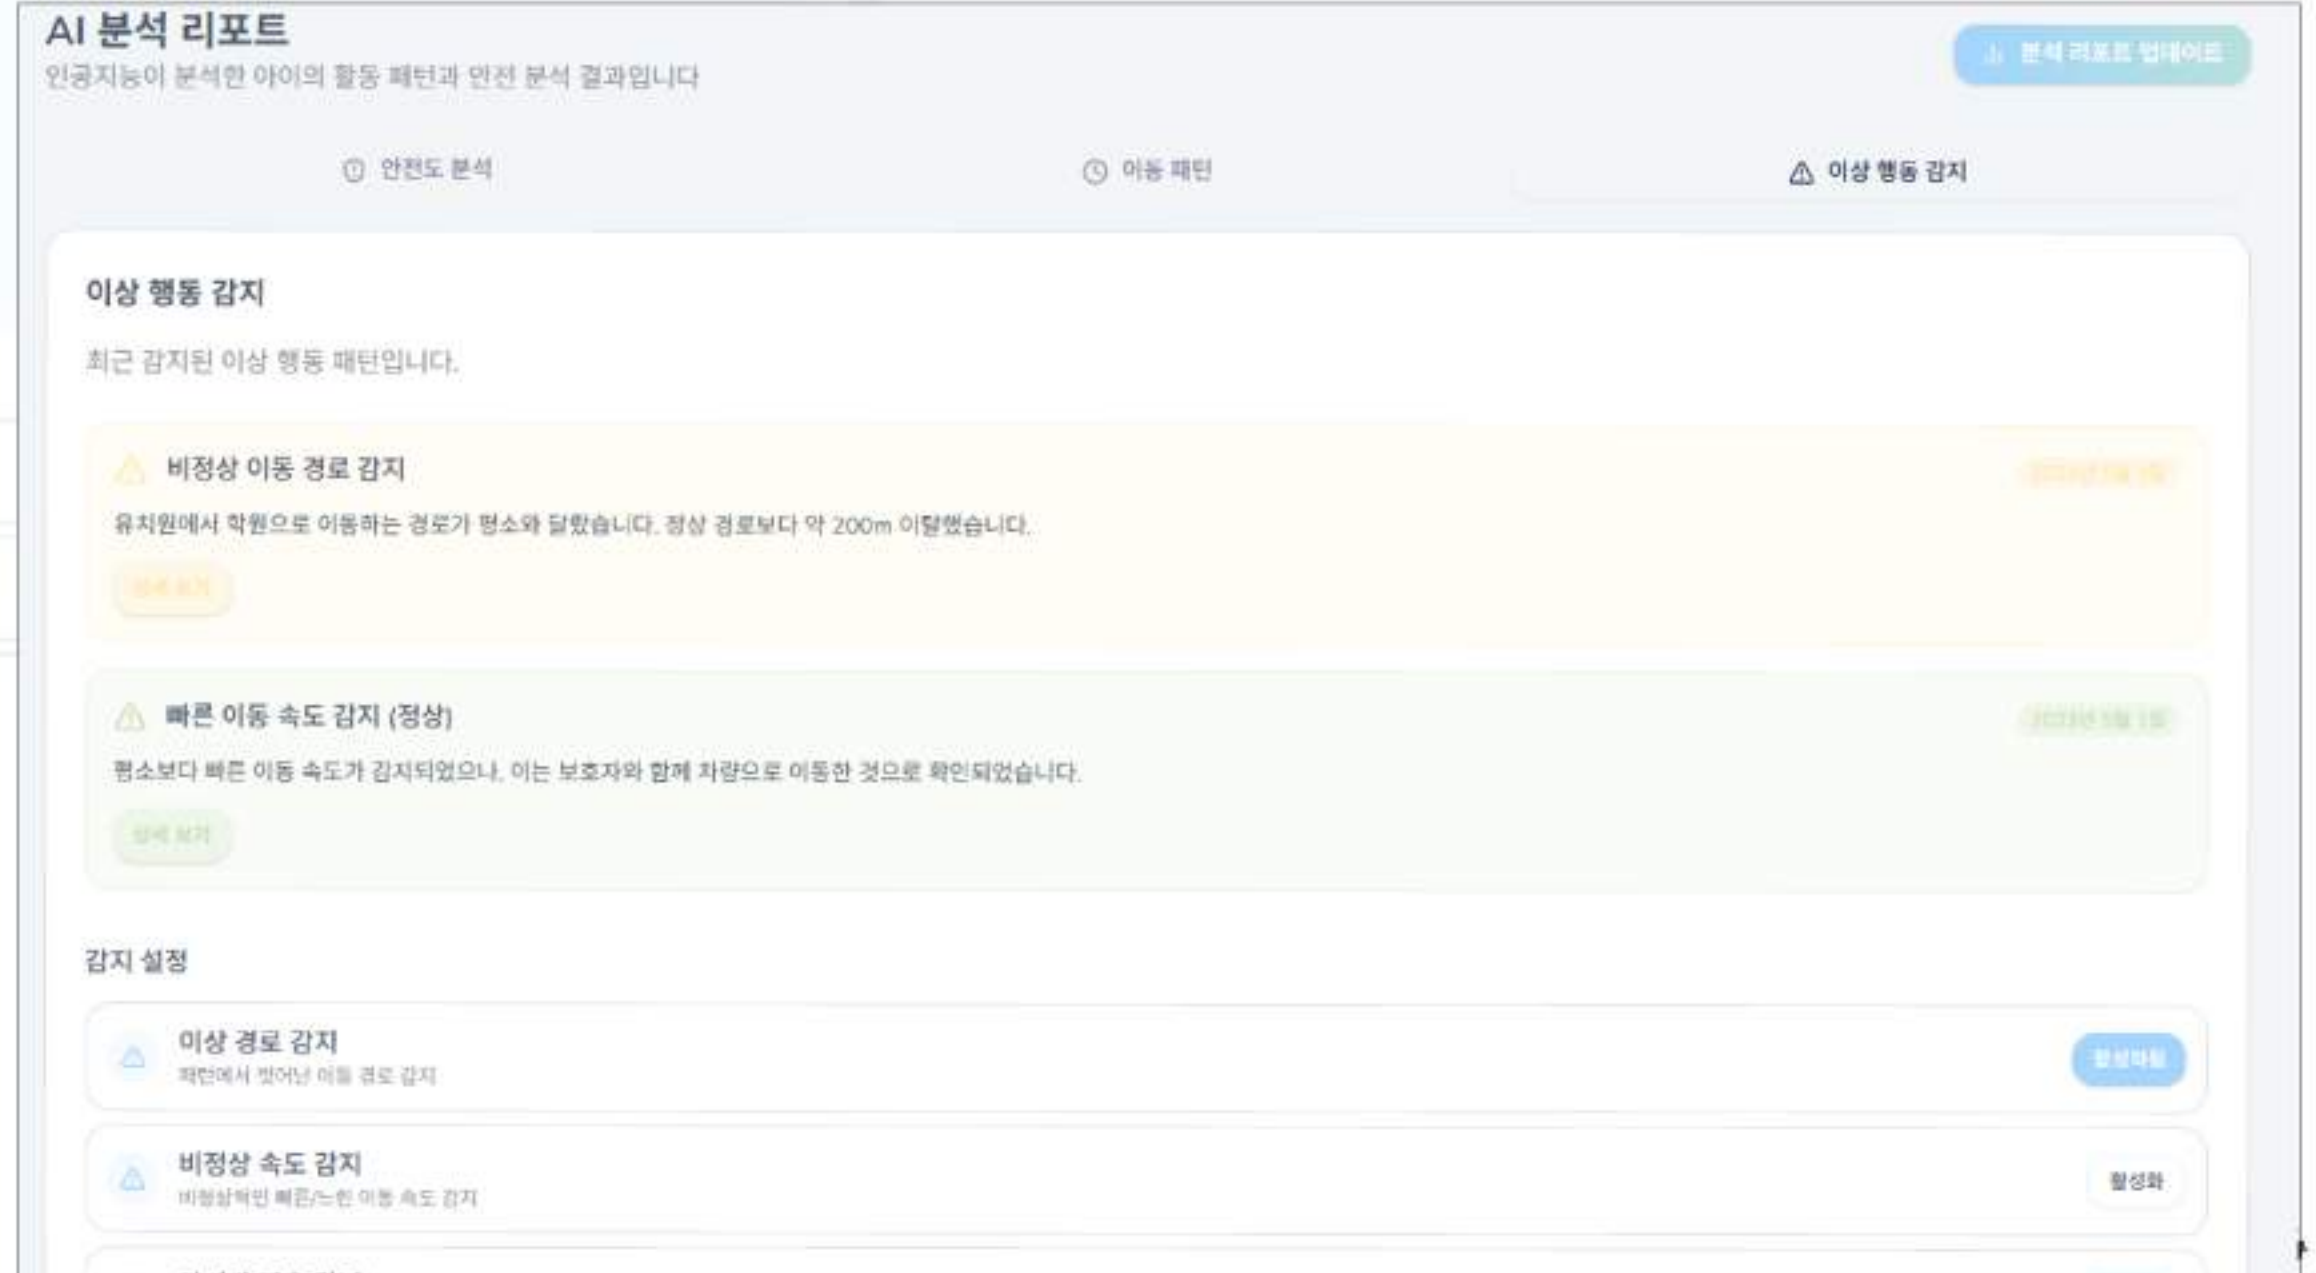 AI 분석 리포트
인공지능이 분석한 아이의 활동 패턴과 안전 분석 결과입니다
분석 리포트 업데이트
안전도 분석
이동 패턴
이상 행동 감지
이상 행동 감지
최근 감지된 이상 행동 패턴입니다.
비정상 이동 경로 감지
유치원에서 학원으로 이동하는 경로가 평소와 달랐습니다. 정상 경로보다 약 200m 이탈했습니다.
상세 보기
빠른 이동 속도 감지 (정상)
평소보다 빠른 이동 속도가 감지되었으나, 이는 보호자와 함께 차량으로 이동한 것으로 확인되었습니다.
상세 보기
감지 설정
이상 경로 감지
패턴에서 벗어난 이동 경로 감지
활성화됨
비정상 속도 감지
비정상적인 빠른/느린 이동 속도 감지
활성화